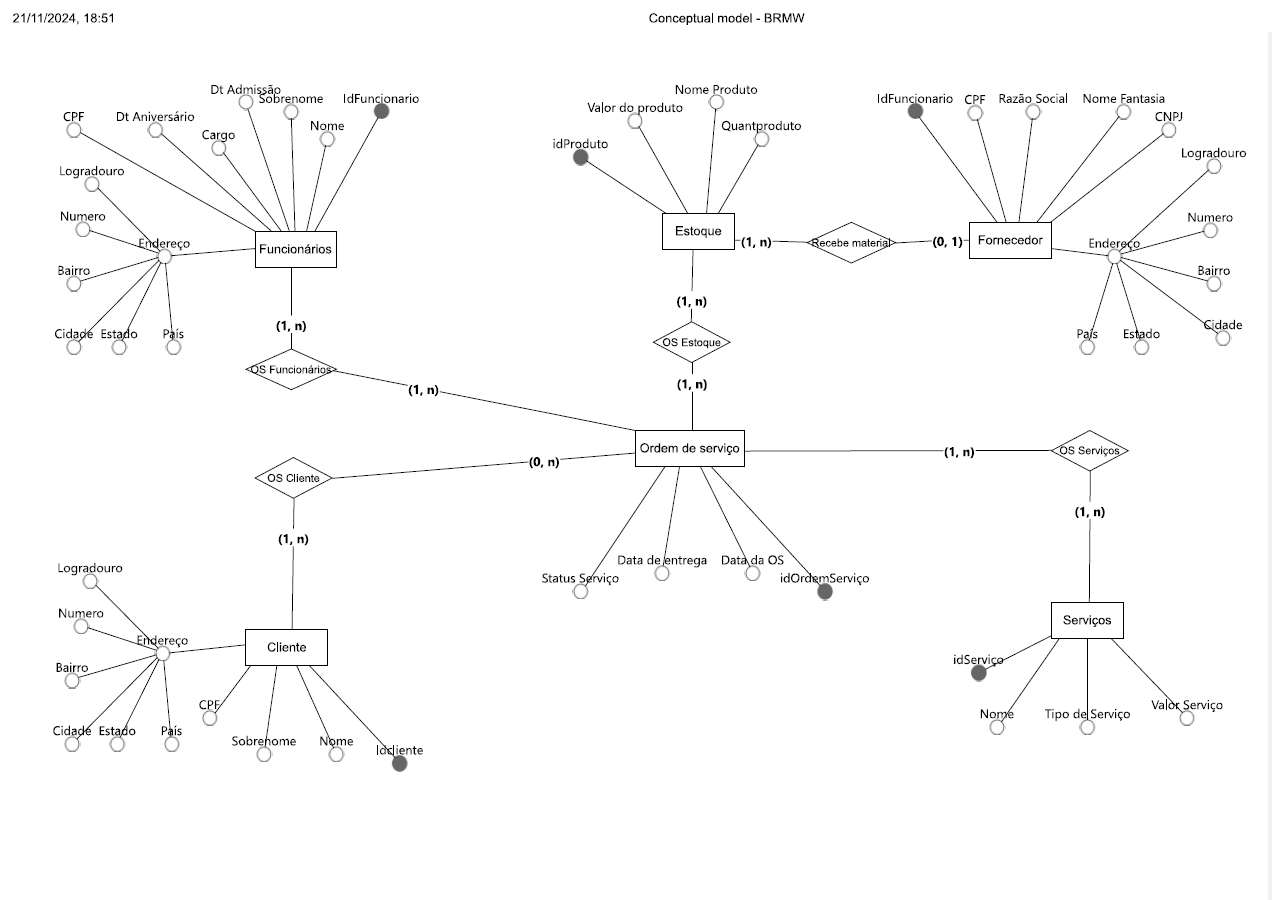 21/11/2024, 18:51
Conceptual model - BRMW
Dt Admissão
Sobrenome
IdFuncionario
CPF
Dt Aniversário
Cargo
Nome
Logradouro
Numero
Endereço
Bairro
Cidade
Estado
País
Funcionários
(1, n)
OS Funcionários
(1, n)
Nome Produto
Valor do produto
Quantproduto
idProduto
Estoque
(1, n)
Recebe material
(0, 1)
IdFuncionario
CPF
Razão Social
Nome Fantasia
CNPJ
Logradouro
Numero
Fornecedor
Endereço
Bairro
Cidade
País
Estado
(1, n)
OS Estoque
(1, n)
Ordem de serviço
(0, n)
OS Cliente
(1, n)
(1, n)
OS Serviços
(1, n)
Status Serviço
Data de entrega
Data da OS
idOrdemServiço
Logradouro
Numero
Endereço
Bairro
Cidade
Estado
País
Cliente
CPF
Sobrenome
Nome
Idcliente
Serviços
idServiço
Nome
Tipo de Serviço
Valor Serviço